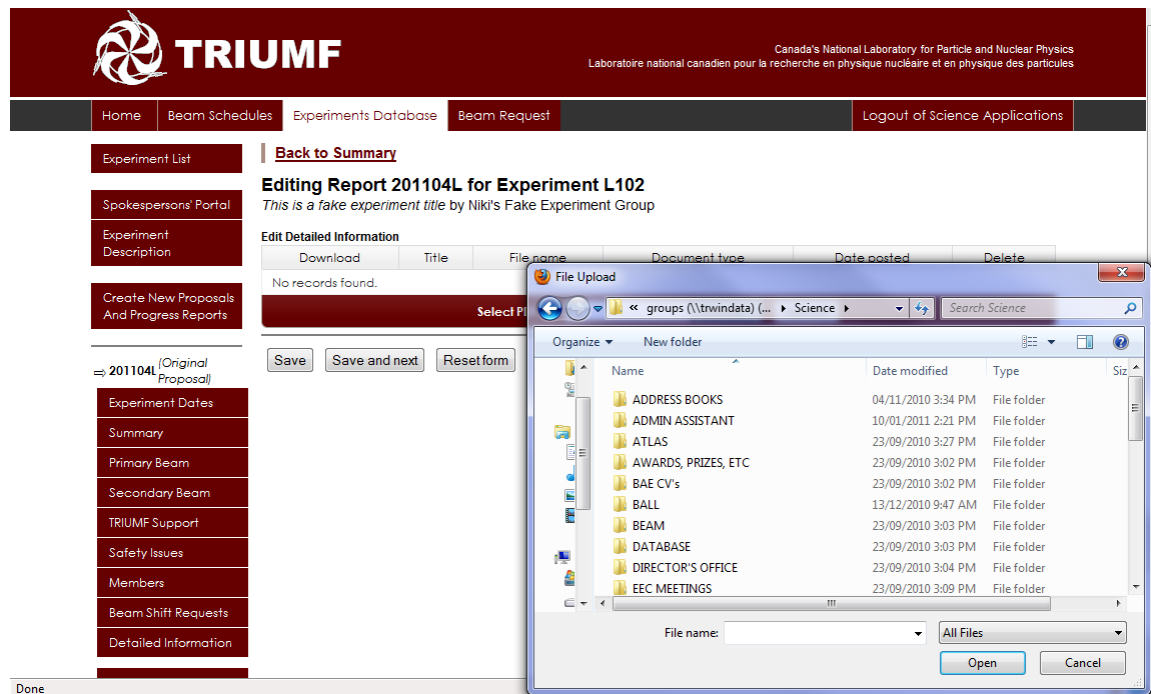 TRIUMF
Canada's National Laboratory for Particle and Nuclear Physics
Laboratoire national canadien pour la recherche en physique nucléaire et en physique des particules
Home Beam Schedules Experiments Database Beam Request Logout of Science Applications
Experiment List
Spokespersons' Portal
Experiment
Description
Create New Proposals
And Progress Reports
⇒ 201104L (Original
Proposal)
Experiment Dates
Summary
Primary Beam
Secondary Beam
TRIUMF Support
Safety Issues
Members
Beam Shift Requests
Detailed Information
Back to Summary
Editing Report 201104L for Experiment L102
This is a fake experiment title by Niki's Fake Experiment Group
Edit Detailed Information
Download Title File name Document type Date posted Delete
No records found.
Select
Save Save and next Reset form
File Upload
« groups (\\trwindata) (... Science Search Science
Organize New folder
Name Date modified Type Siz
ADDRESS BOOKS 04/11/2010 3:34 PM File folder
ADMIN ASSISTANT 10/01/2011 2:21 PM File folder
ATLAS 23/09/2010 3:27 PM File folder
AWARDS, PRIZES, ETC 23/09/2010 3:02 PM File folder
BAE CV's 23/09/2010 3:02 PM File folder
BALL 13/12/2010 9:47 AM File folder
BEAM 23/09/2010 3:03 PM File folder
DATABASE 23/09/2010 3:03 PM File folder
DIRECTOR'S OFFICE 23/09/2010 3:04 PM File folder
EEC MEETINGS 23/09/2010 3:09 PM File folder
File name: All Files
Open Cancel
Done